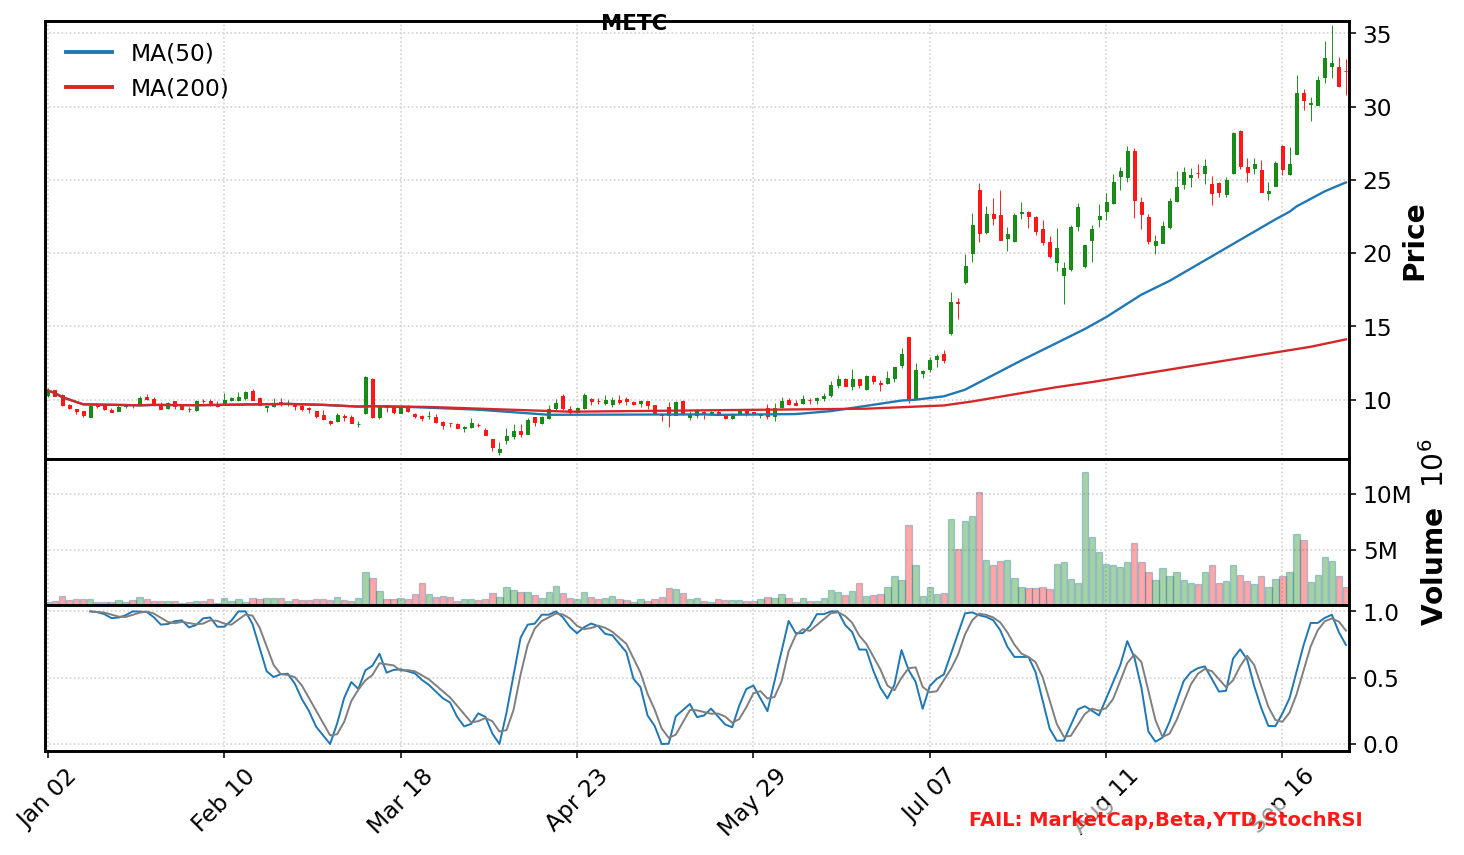 METC
MA(50)
MA(200)
35
30
25
20
15
10
Price
10M
5M
Volume 10^6
1.0
0.5
0.0
Jan 02
Feb 10
Mar 18
Apr 23
May 29
Jul 07
Aug 11
Sep 16
FAIL: MarketCap,Beta,YTD,StochRSI